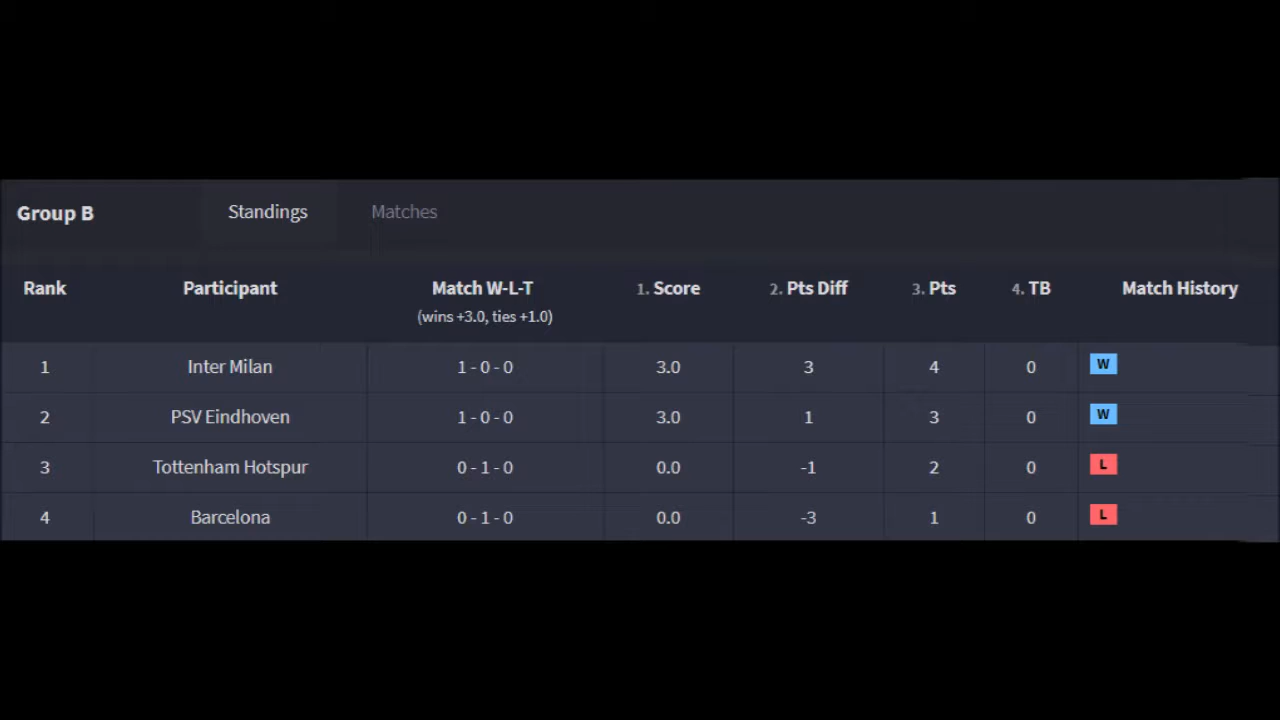 Group B Standings Matches
Rank Participant Match W-L-T 1. Score 2. Pts Diff 3. Pts 4. TB Match History
(wins +3.0, ties +1.0)
1 Inter Milan 1 - 0 - 0 3.0 3 4 0 W
2 PSV Eindhoven 1 - 0 - 0 3.0 1 3 0 W
3 Tottenham Hotspur 0 - 1 - 0 0.0 -1 2 0 L
4 Barcelona 0 - 1 - 0 0.0 -3 1 0 L